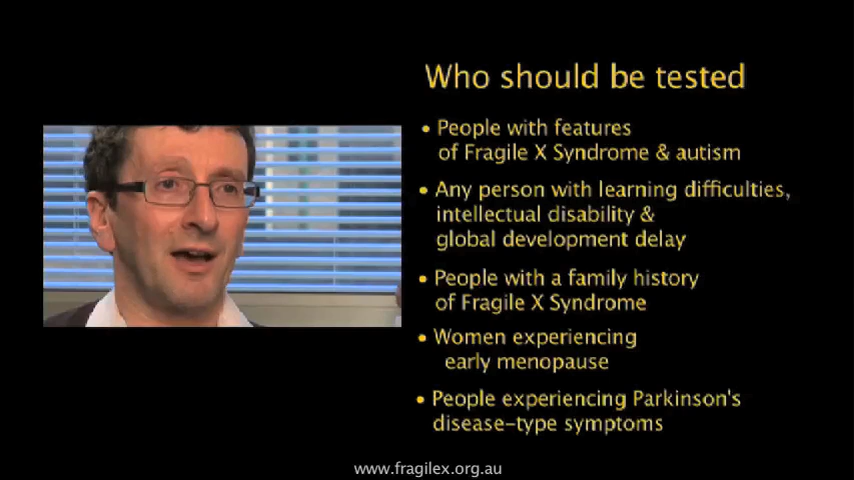 Who should be tested
• People with features
of Fragile X Syndrome & autism
• Any person with learning difficulties,
intellectual disability &
global development delay
• People with a family history
of Fragile X Syndrome
• Women experiencing
early menopause
• People experiencing Parkinson's
disease-type symptoms
www.fragilex.org.au